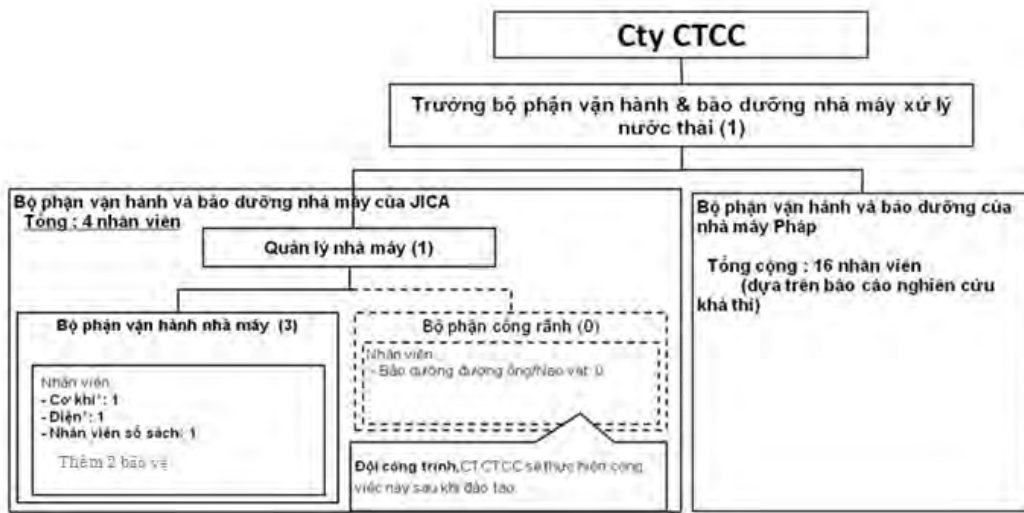 Cty CTCC
Trưởng bộ phận vận hành & bảo dưỡng nhà máy xử lý
nước thải (1)
Bộ phận vận hành và bảo dưỡng nhà máy của JICA
Tổng : 4 nhân viên
Quản lý nhà máy (1)
Bộ phận vận hành nhà máy (3)
Nhân viên
- Cơ khí*: 1
- Điện*: 1
- Nhân viên sổ sách: 1
Thêm 2 bảo vệ
Bộ phận cống rãnh (0)
Nhân viên
- Bảo dưỡng đường ống/Nạo vét: 0
Đội công trình, CT CTCC sẽ thực hiện công
việc này sau khi đào tạo
Bộ phận vận hành và bảo dưỡng của
nhà máy Pháp
Tổng cộng : 16 nhân viên
(dựa trên báo cáo nghiên cứu
khả thi)